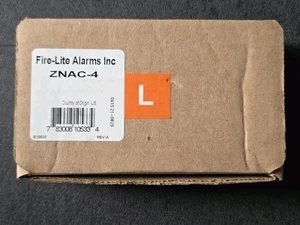 Fire-Lite Alarms Inc
ZNAC-4
Country of Origin: US
7 83008 10533 4
REV A
L